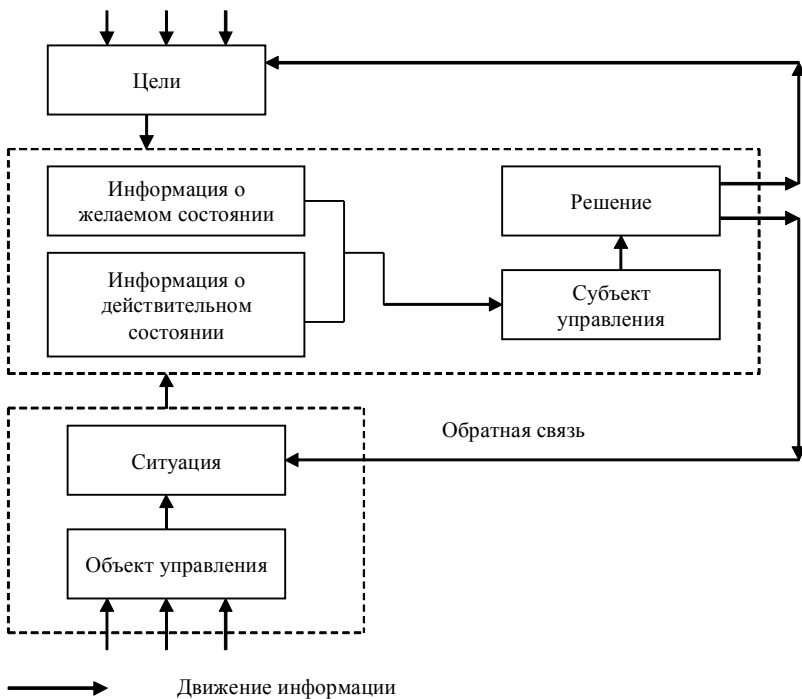 Цели
Информация о
желаемом состоянии
Решение
Информация о
действительном
состоянии
Субъект
управления
Обратная связь
Ситуация
Объект управления
Движение информации